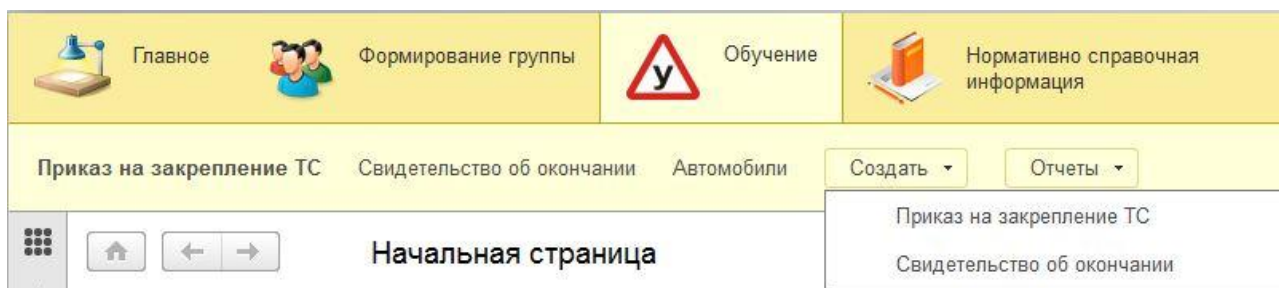 Главное
Формирование группы
У
Обучение
Нормативно справочная
информация
Приказ на закрепление ТС Свидетельство об окончании Автомобили Создать Отчеты
Приказ на закрепление ТС
Начальная страница
Свидетельство об окончании